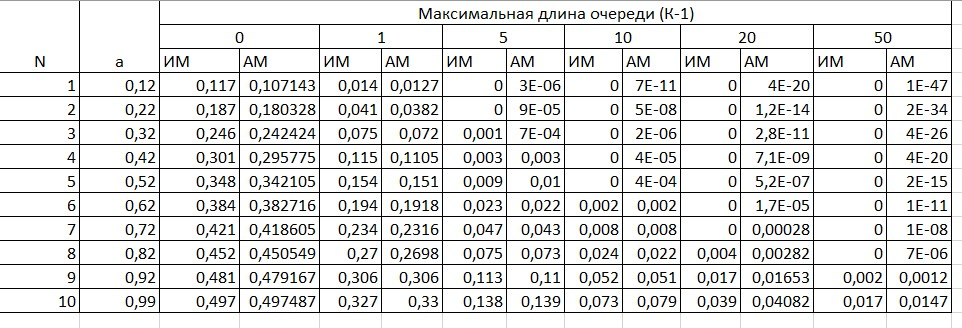 Максимальная длина очереди (К-1)
0 1 5 10 20 50
N a ИМ АМ ИМ АМ ИМ АМ ИМ АМ ИМ АМ ИМ АМ
1 0,12 0,117 0,107143 0,014 0,0127 0 3E-06 0 7E-11 0 4E-20 0 1E-47
2 0,22 0,187 0,180328 0,041 0,0382 0 9E-05 0 5E-08 0 1,2E-14 0 2E-34
3 0,32 0,246 0,242424 0,075 0,072 0,001 7E-04 0 2E-06 0 2,8E-11 0 4E-26
4 0,42 0,301 0,295775 0,115 0,1105 0,003 0,003 0 4E-05 0 7,1E-09 0 4E-20
5 0,52 0,348 0,342105 0,154 0,151 0,009 0,01 0 4E-04 0 5,2E-07 0 2E-15
6 0,62 0,384 0,382716 0,194 0,1918 0,023 0,022 0,002 0,002 0 1,7E-05 0 1E-11
7 0,72 0,421 0,418605 0,234 0,2316 0,047 0,043 0,008 0,008 0 0,00028 0 1E-08
8 0,82 0,452 0,450549 0,27 0,2698 0,075 0,073 0,024 0,022 0,004 0,00282 0 7E-06
9 0,92 0,481 0,479167 0,306 0,306 0,113 0,11 0,052 0,051 0,017 0,01653 0,002 0,0012
10 0,99 0,497 0,497487 0,327 0,33 0,138 0,139 0,073 0,079 0,039 0,04082 0,017 0,0147